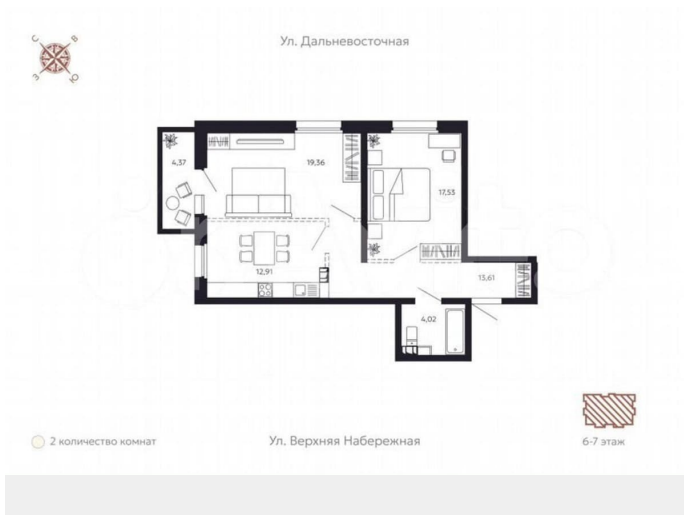 Ул. Дальневосточная
С
В
З
Ю
4.37
19,36
17,53
12,91
13,61
4,02
2 количество комнат
Ул. Верхняя Набережная
6-7 этаж